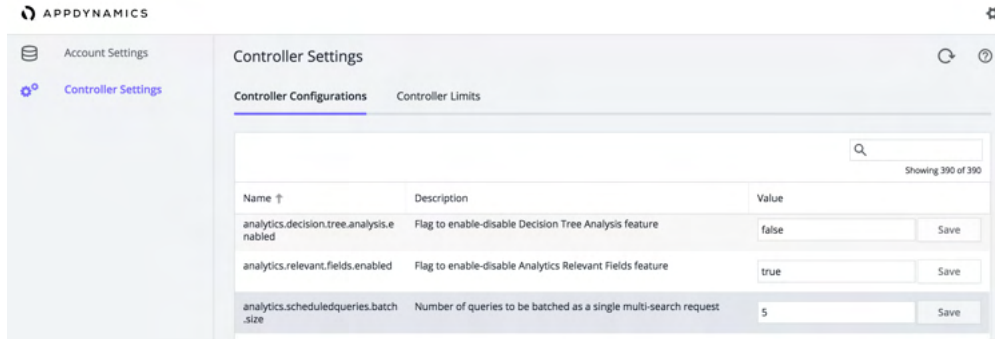 APPDYNAMICS
Account Settings
Controller Settings
Controller Settings
Controller Configurations
Controller Limits
Showing 390 of 390
Name ↑
Description
Value
analytics.decision.tree.analysis.e
nabled
Flag to enable-disable Decision Tree Analysis feature
false
Save
analytics.relevant.fields.enabled
Flag to enable-disable Analytics Relevant Fields feature
true
Save
analytics.scheduledqueries.batch
.size
Number of queries to be batched as a single multi-search request
5
Save